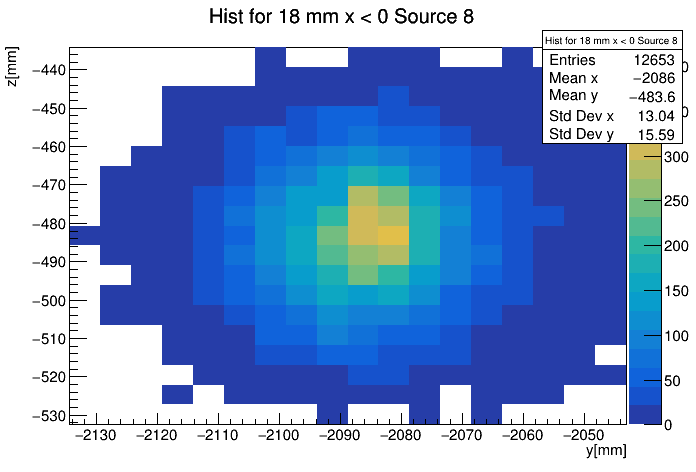 Hist for 18 mm x < 0 Source 8
z[mm]
Hist for 18 mm x < 0 Source 8
Entries 12653
Mean x −2086
Mean y −483.6
Std Dev x 13.04
Std Dev y 15.59
−440
−450
−460
−470
−480
−490
−500
−510
−520
−530
300
250
200
150
100
50
0
−2130 −2120 −2110 −2100 −2090 −2080 −2070 −2060 −2050
y[mm]